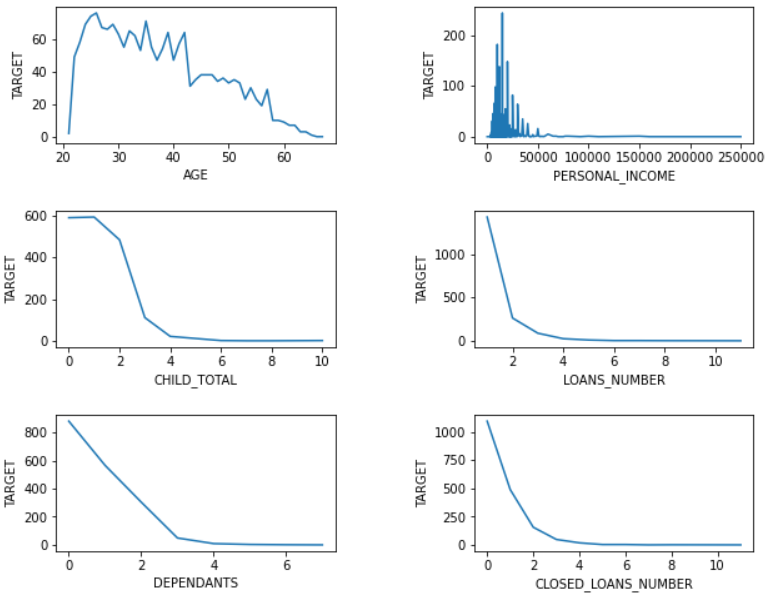 TARGET
60
40
20
0
20 30 40 50 60
AGE
TARGET
200
100
0
0 50000 100000 150000 200000 250000
PERSONAL_INCOME
TARGET
600
400
200
0
0 2 4 6 8 10
CHILD_TOTAL
TARGET
1000
500
0
2 4 6 8 10
LOANS_NUMBER
TARGET
800
600
400
200
0
0 2 4 6
DEPENDANTS
TARGET
1000
750
500
250
0
0 2 4 6 8 10
CLOSED_LOANS_NUMBER